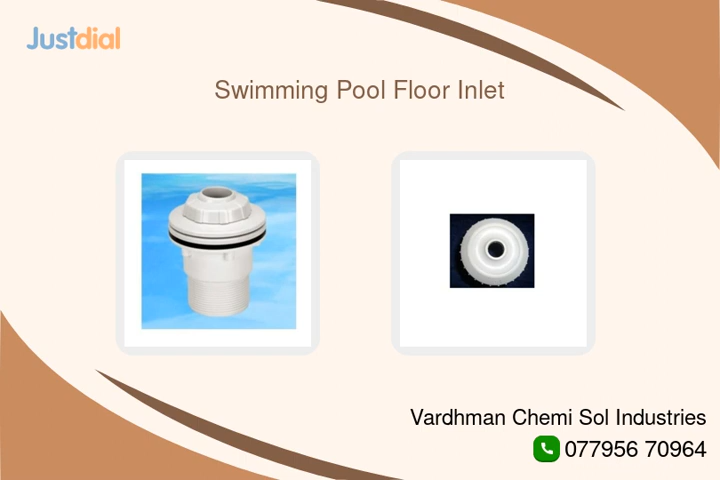 Justdial
Swimming Pool Floor Inlet
Vardhman Chemi Sol Industries
077956 70964